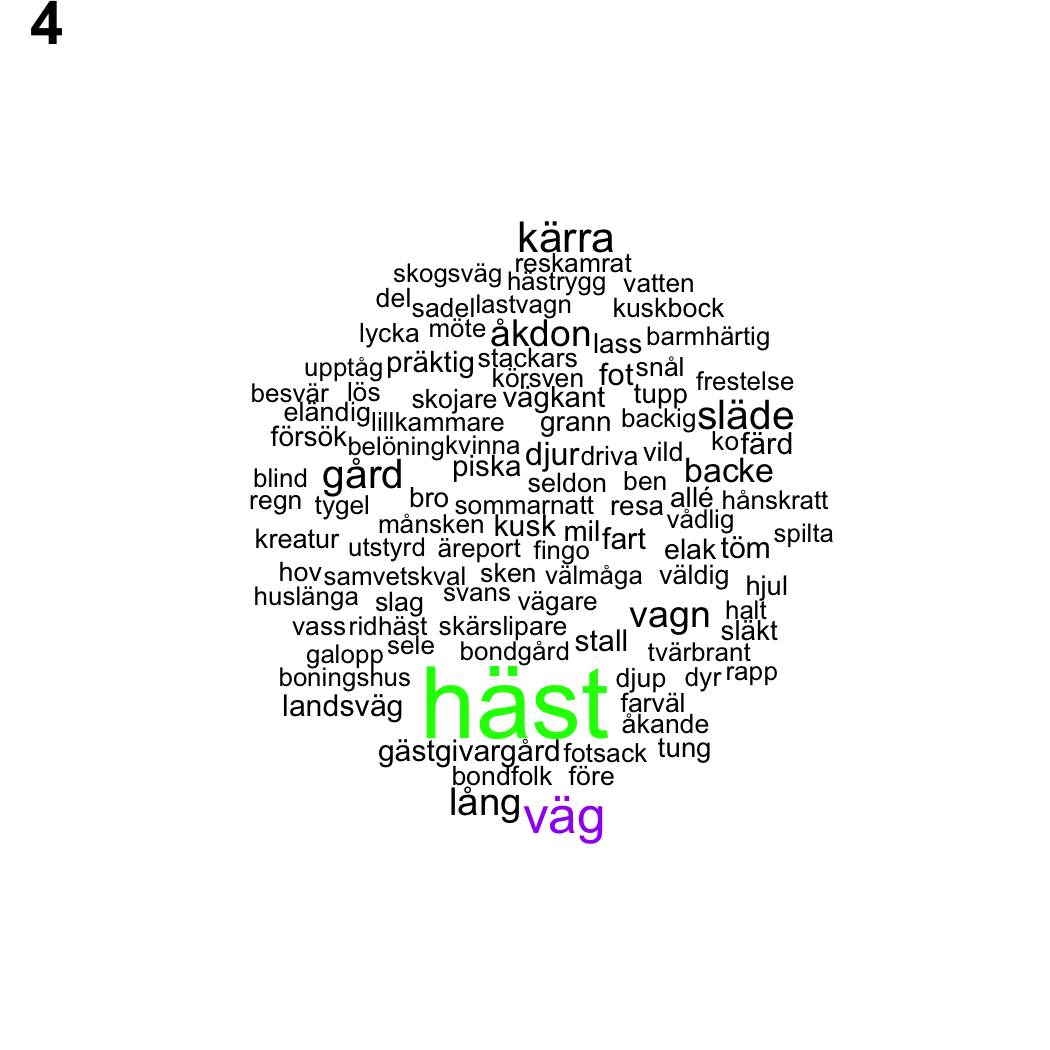 4
kärra
reskamrat
skogsväg hästrygg vatten
del sadel lastvagn kuskbock
lycka möte åkdon lass barmhärtig
upptåg präktig stackars fot snål
besvär lös körsven tupp frestelse
skojare vägkant
eländig lillkammare grann backig släde
försök belöning kvinna ko färd
djur driva vild
blind gård piska seldon ben backe
regn tygel bro sommarnatt resa allé hånskratt
månsken kusk mil fart vådlig spilta
kreatur utstyrd äreport fingo elak töm
hov samvetskval sken välmåga väldig hjul
huslänga slag svans vägare vagn halt
vass ridhäst skärslipare stall släkt
galopp sele bondgård tvärbrant
boningshus häst djup dyr rapp
landsväg farväl
åkande
gästgivargård fotsack tung
bondfolk före
lång väg